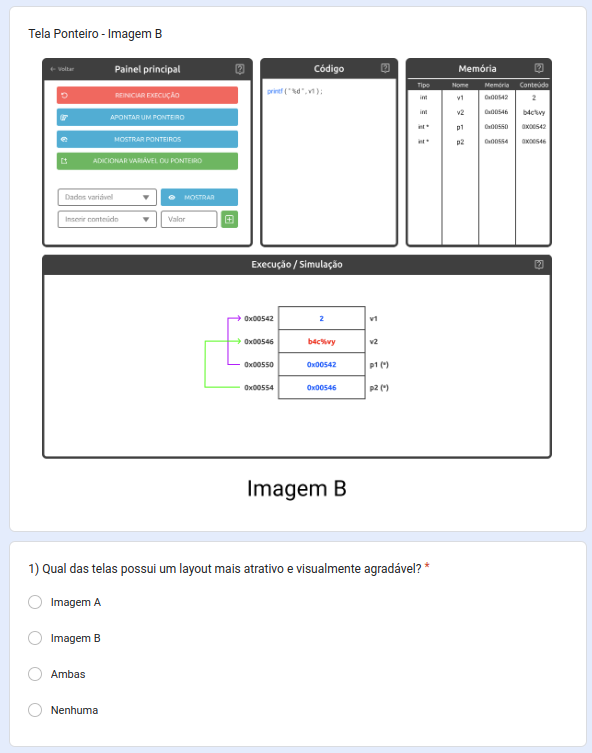 Tela Ponteiro - Imagem B
← Voltar
Painel principal
REINICIAR EXECUÇÃO
APONTAR UM PONTEIRO
MOSTRAR PONTEIROS
ADICIONAR VARIÁVEL OU PONTEIRO
Dados variável
MOSTRAR
Inserir conteúdo
Valor
Código
printf("%d", v1);
Memória
Tipo Nome Memória Conteúdo
int v1 0x00542 2
int v2 0x00546 b4c%vy
int * p1 0x00550 0X00542
int * p2 0x00554 0X00546
Execução / Simulação
0x00542 2 v1
0x00546 b4c%vy v2
0x00550 0x00542 p1 (*)
0x00554 0x00546 p2 (*)
Imagem B
1) Qual das telas possui um layout mais atrativo e visualmente agradável? *
Imagem A
Imagem B
Ambas
Nenhuma